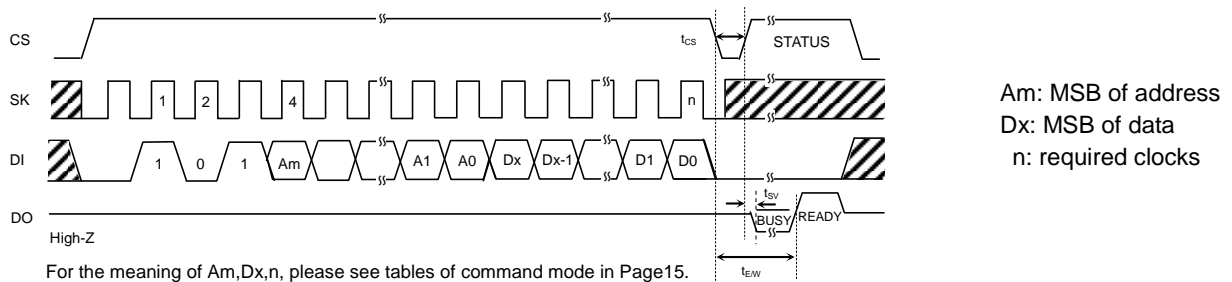 CS
tCS
STATUS
SK
1 2 4 n
DI
1 0 1 Am A1 A0 Dx Dx-1 D1 D0
tSV
DO
BUSY READY
High-Z
tE/W
For the meaning of Am,Dx,n, please see tables of command mode in Page15.
Am: MSB of address
Dx: MSB of data
n: required clocks